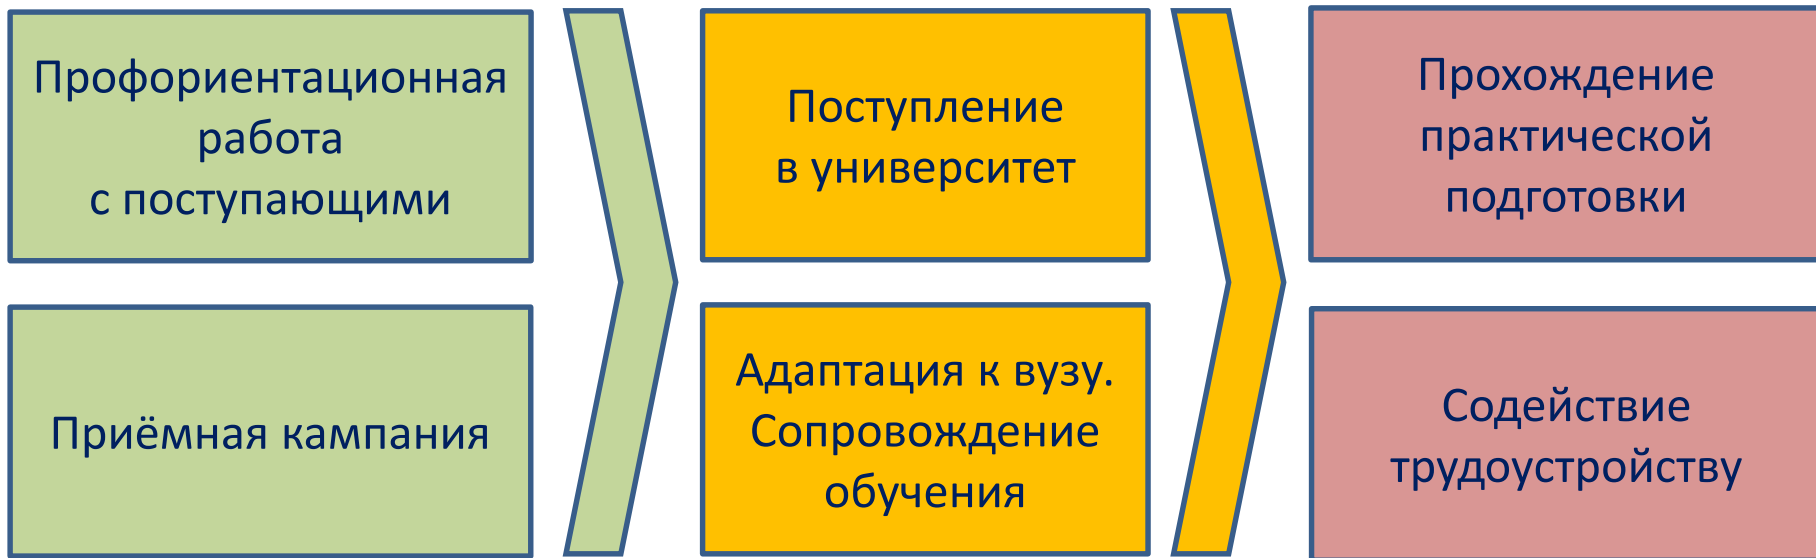 Профориентационная
работа
с поступающими
Поступление
в университет
Прохождение
практической
подготовки
Приёмная кампания
Адаптация к вузу.
Сопровождение
обучения
Содействие
трудоустройству